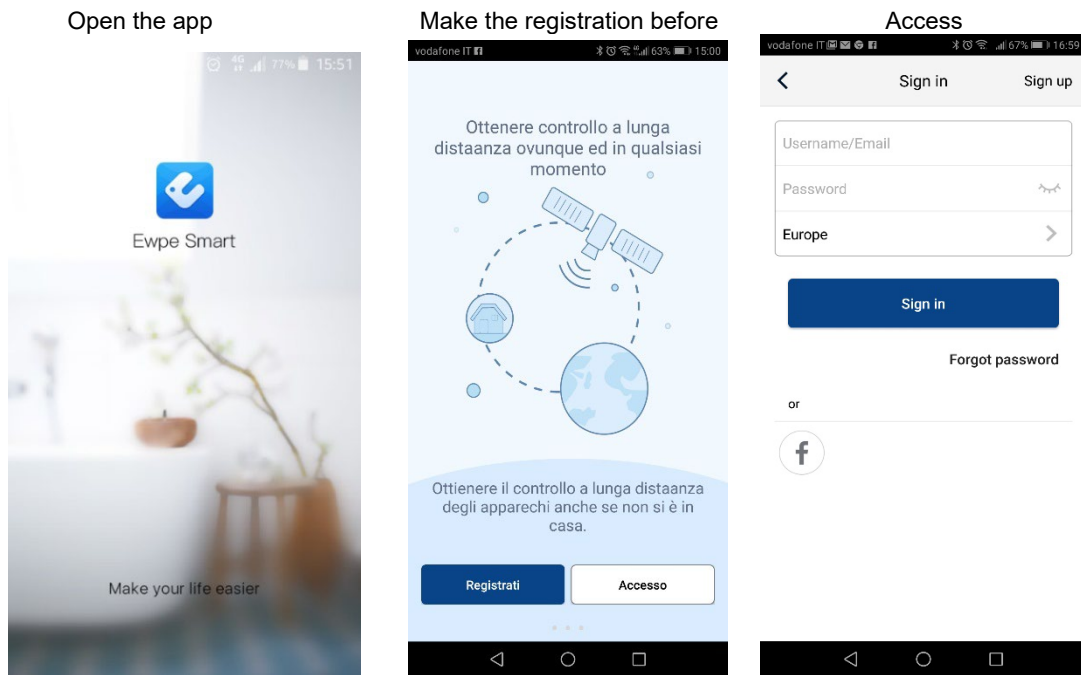 Open the app
Make the registration before
Access
4G 77% 15:51
Ewpe Smart
Make your life easier
vodafone IT 4G 63% 15:00
Ottenere controllo a lunga
distaanza ovunque ed in qualsiasi
momento
Ottienere il controllo a lunga distaanza
degli apparechi anche se non si è in
casa.
Registrati
Accesso
vodafone IT 67% 16:59
Sign in
Sign up
Username/Email
Password
Europe
Sign in
Forgot password
or
f